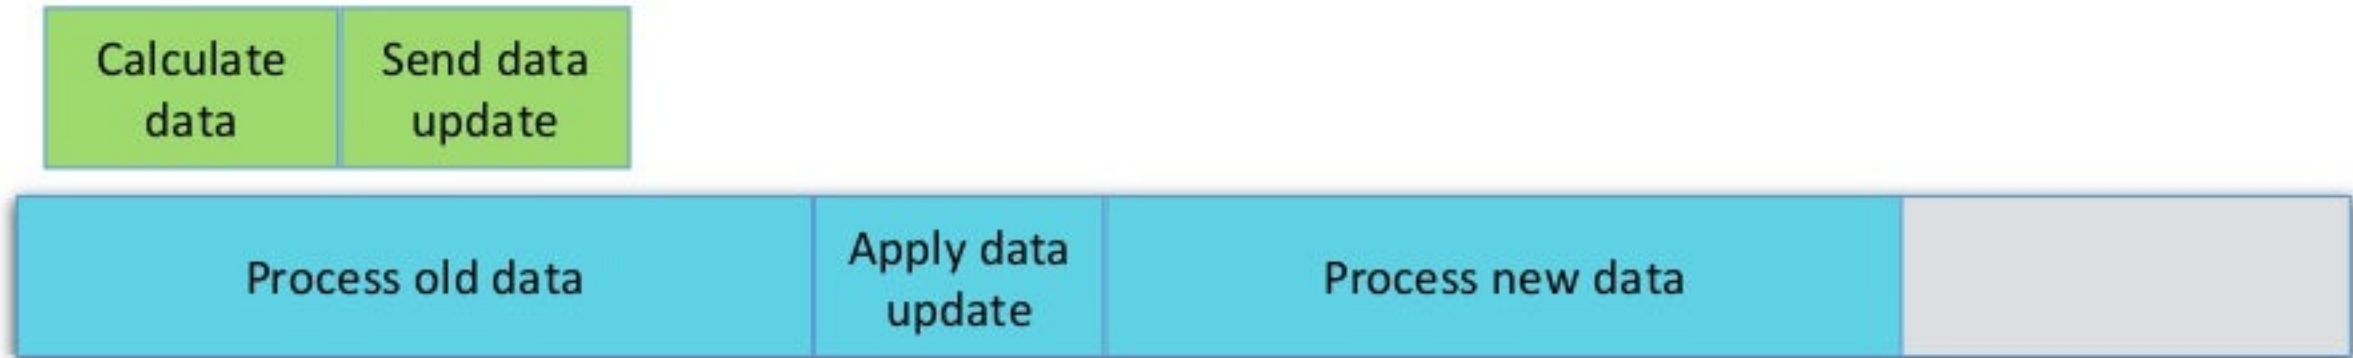 Calculate
data
Send data
update
Process old data
Apply data
update
Process new data